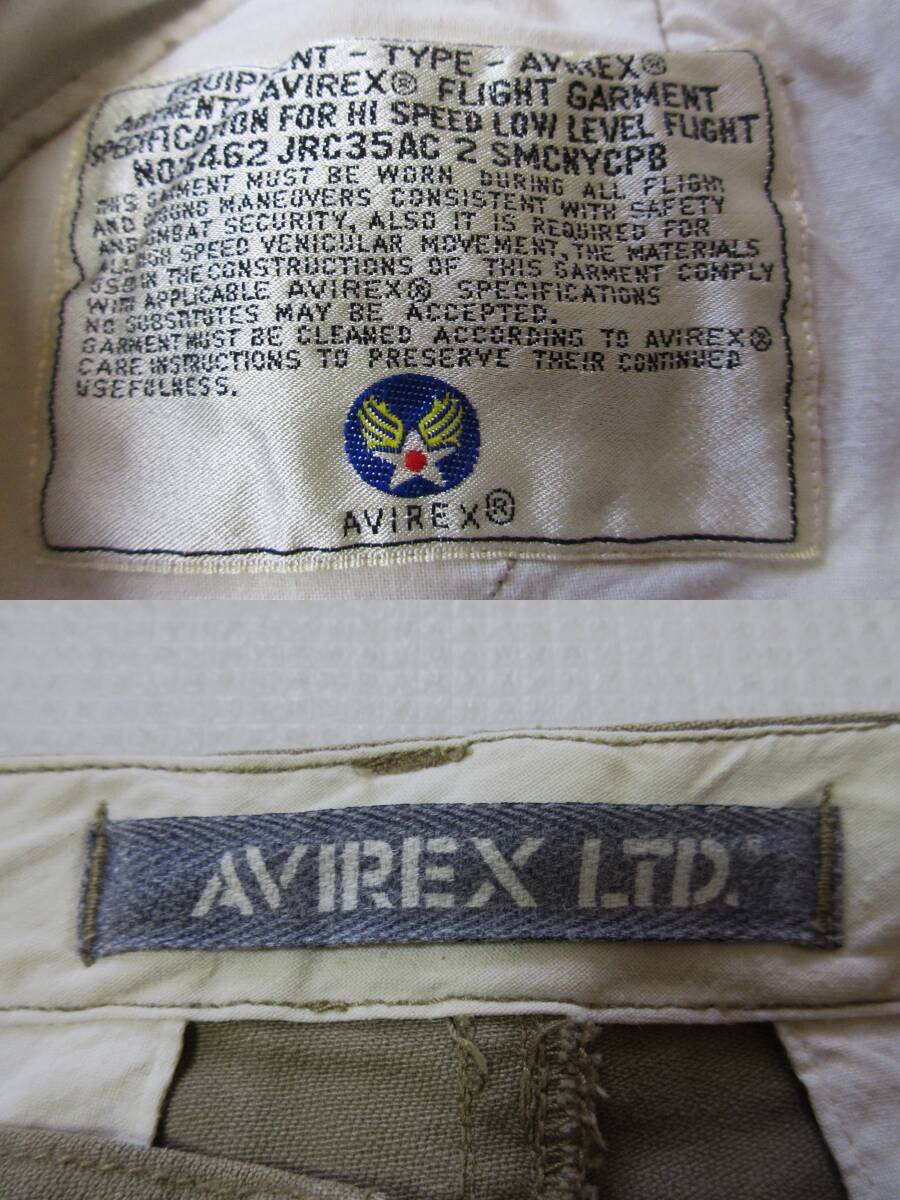 EQUIPMENT - TYPE - AVIREX®
AUTHENTIC AVIREX® FLIGHT GARMENT
SPECIFICATION FOR HI SPEED LOW LEVEL FLIGHT
NO. 5462 JRC35AC 2 SMCNYCPB
THIS GARMENT MUST BE WORN DURING ALL FLIGHT
AND GROUND MANEOVERS CONSISTENT WITH SAFETY
AND COMBAT SECURITY, ALSO IT IS REQUIRED FOR
ALL HIGH SPEED VENICULAR MOVEMENT, THE MATERIALS
USED IN THE CONSTRUCTIONS OF THIS GARMENT COMPLY
WITH APPLICABLE AVIREX® SPECIFICATIONS
NO SUBSTITUTES MAY BE ACCEPTED.
GARMENT MUST BE CLEANED ACCORDING TO AVIREX®
CARE INSTRUCTIONS TO PRESERVE THEIR CONTINUED
USEFULNESS.
AVIREX®
AVIREX LTD.